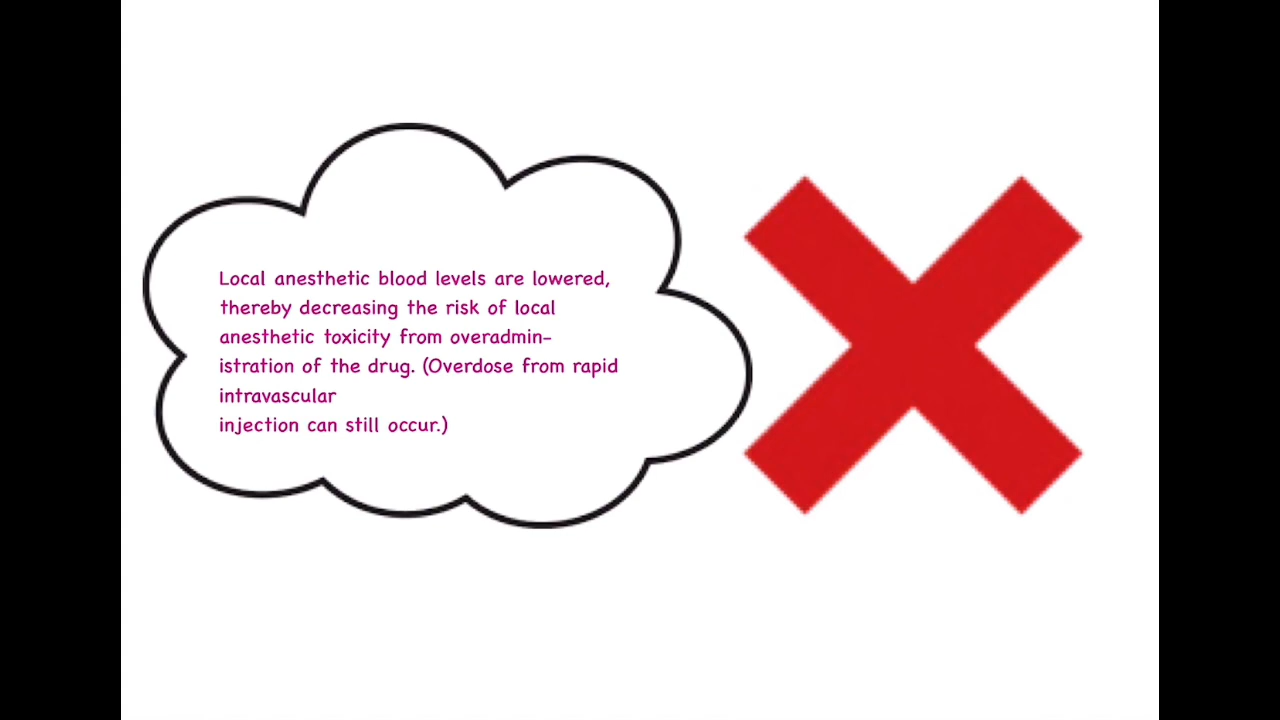 Local anesthetic blood levels are lowered,
thereby decreasing the risk of local
anesthetic toxicity from overadmin-
istration of the drug. (Overdose from rapid
intravascular
injection can still occur.)